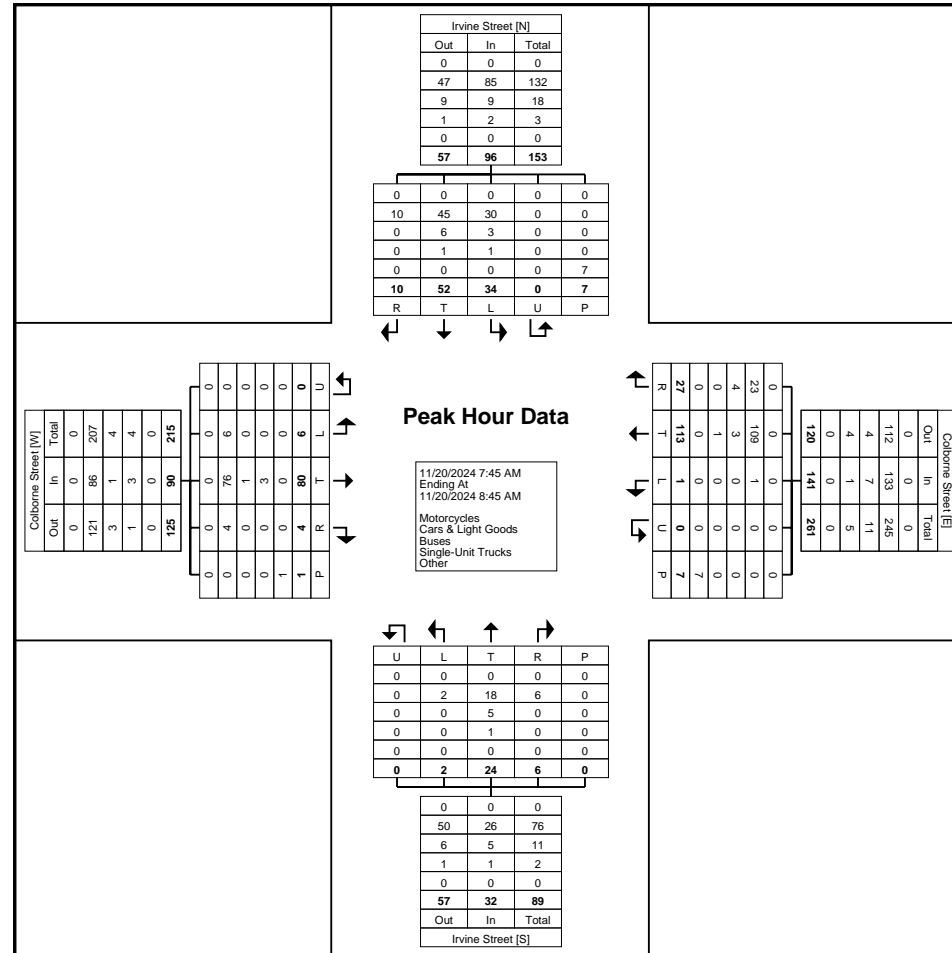 Irvine Street [N]
Out In Total
0 0 0
47 85 132
9 9 18
1 2 3
0 0 0
57 96 153
0 0 0 0 0
10 45 30 0 0
0 6 3 0 0
0 1 1 0 0
0 0 0 0 7
10 52 34 0 7
R T L U P
Colborne Street [W]
Total In Out
0 0 0
207 86 121
4 1 3
4 3 1
0 0 0
215 90 125
0 0 0 0 0
0 6 76 4 0
0 0 1 0 0
0 0 3 0 0
0 0 0 0 1
0 6 80 4 1
U L T R P
Peak Hour Data
11/20/2024 7:45 AM
Ending At
11/20/2024 8:45 AM
Motorcycles
Cars & Light Goods
Buses
Single-Unit Trucks
Other
R T L U P
27 113 1 0 7
0 0 0 0 7
0 1 0 0 0
4 3 0 0 0
23 109 1 0 0
0 0 0 0 0
120 141 261
0 0 0
4 1 5
4 7 11
112 133 245
0 0 0
Out In Total
Colborne Street [E]
U L T R P
0 0 0 0 0
0 2 18 6 0
0 0 5 0 0
0 0 1 0 0
0 0 0 0 0
0 2 24 6 0
0 0 0
50 26 76
6 5 11
1 1 2
0 0 0
57 32 89
Out In Total
Irvine Street [S]